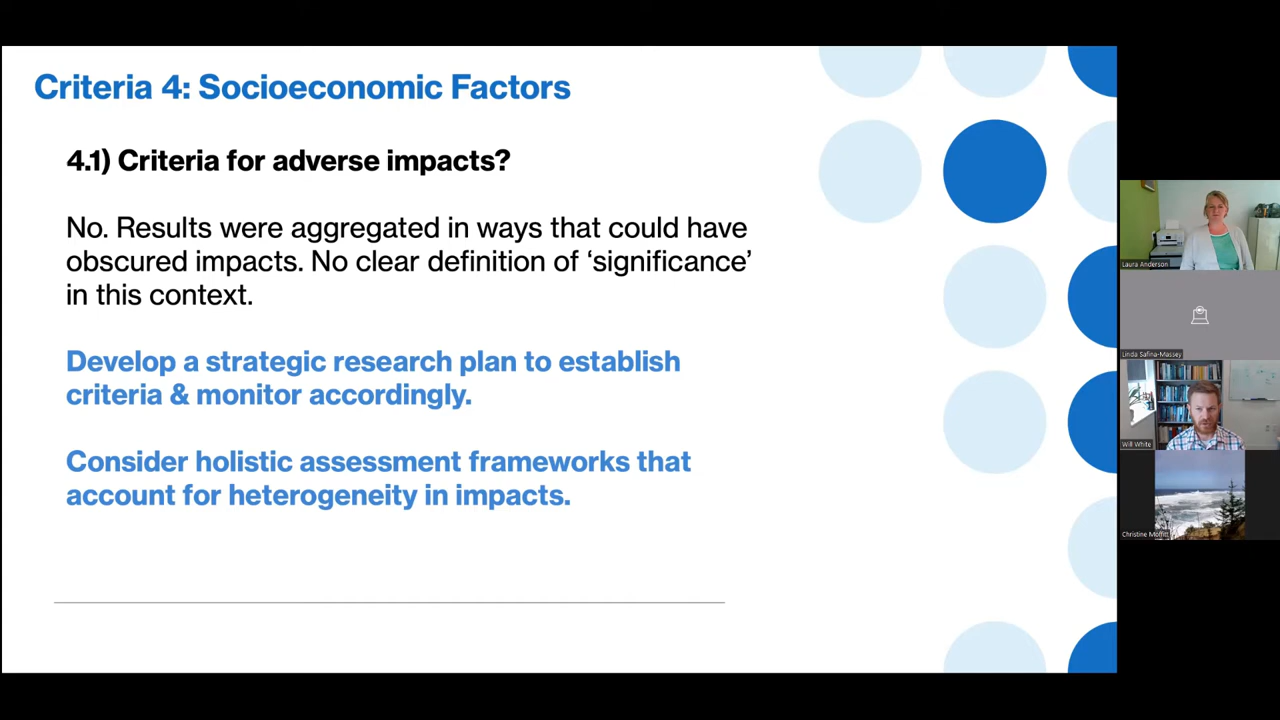 Criteria 4: Socioeconomic Factors
4.1) Criteria for adverse impacts?
No. Results were aggregated in ways that could have
obscured impacts. No clear definition of ‘significance’
in this context.
Develop a strategic research plan to establish
criteria & monitor accordingly.
Consider holistic assessment frameworks that
account for heterogeneity in impacts.
Laura Anderson
Linda Safina-Massey
Will White
Christine Moffitt